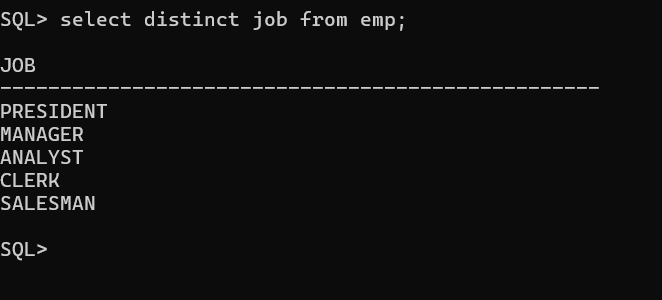 SQL> select distinct job from emp;
JOB
--------------------------------------------------
PRESIDENT
MANAGER
ANALYST
CLERK
SALESMAN
SQL>